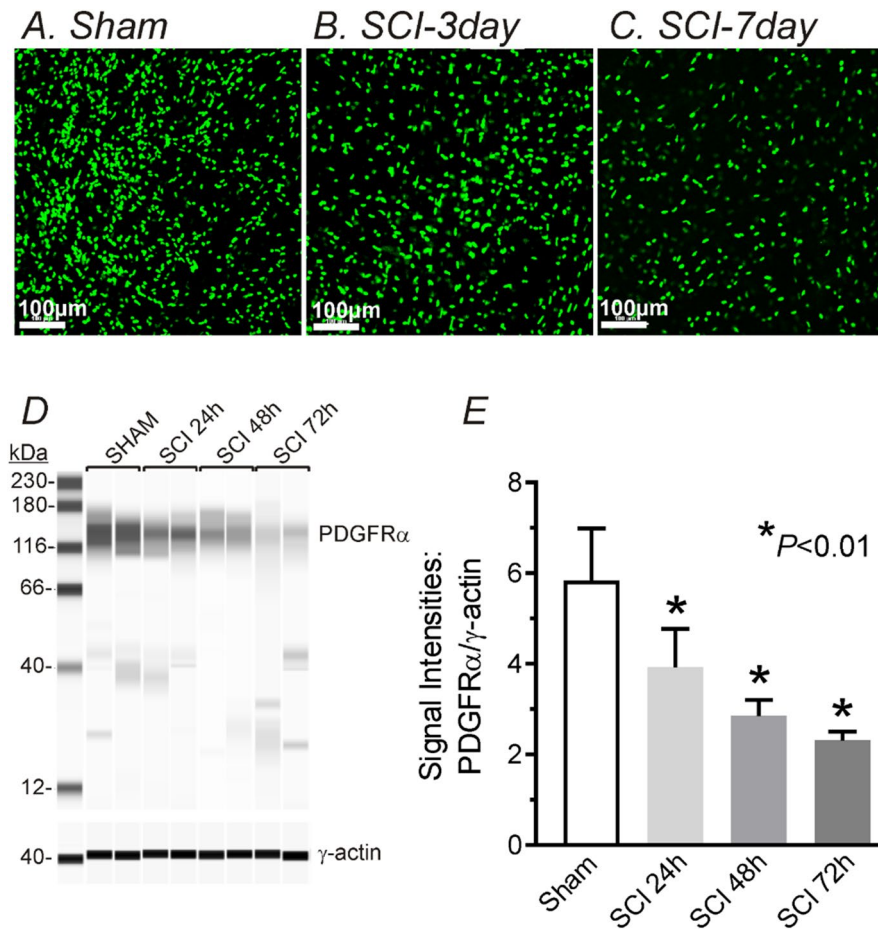 A. Sham
B. SCI-3day
C. SCI-7day
100µm
100µm
100µm
D
kDa
SHAM
SCI 24h
SCI 48h
SCI 72h
230-
180-
116-
66-
40-
12-
40-
PDGFRα
γ-actin
E
Signal Intensities:
PDGFRα/γ-actin
8
6
4
2
0
*P<0.01
*
*
*
Sham
SCI 24h
SCI 48h
SCI 72h